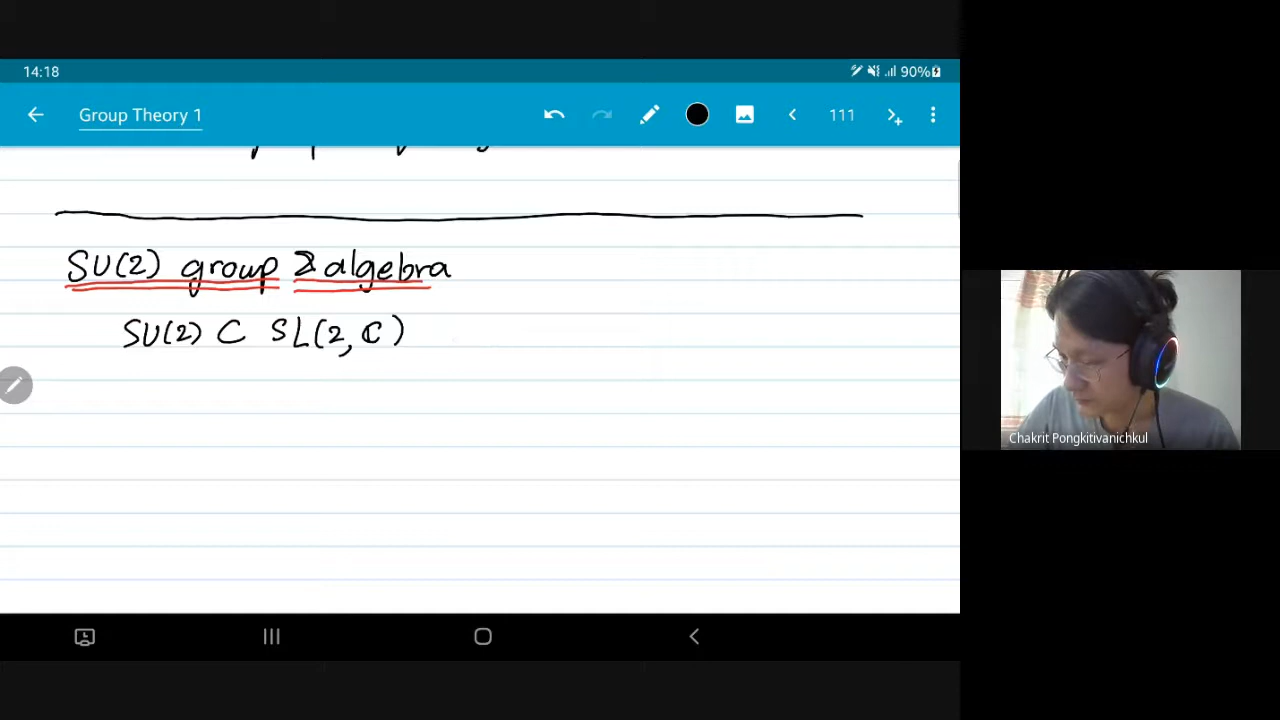 14:18
90%
Group Theory 1
111
SU(2) group & algebra
SU(2) ⊂ SL(2, ℂ)
Chakrit Pongkitivanichkul